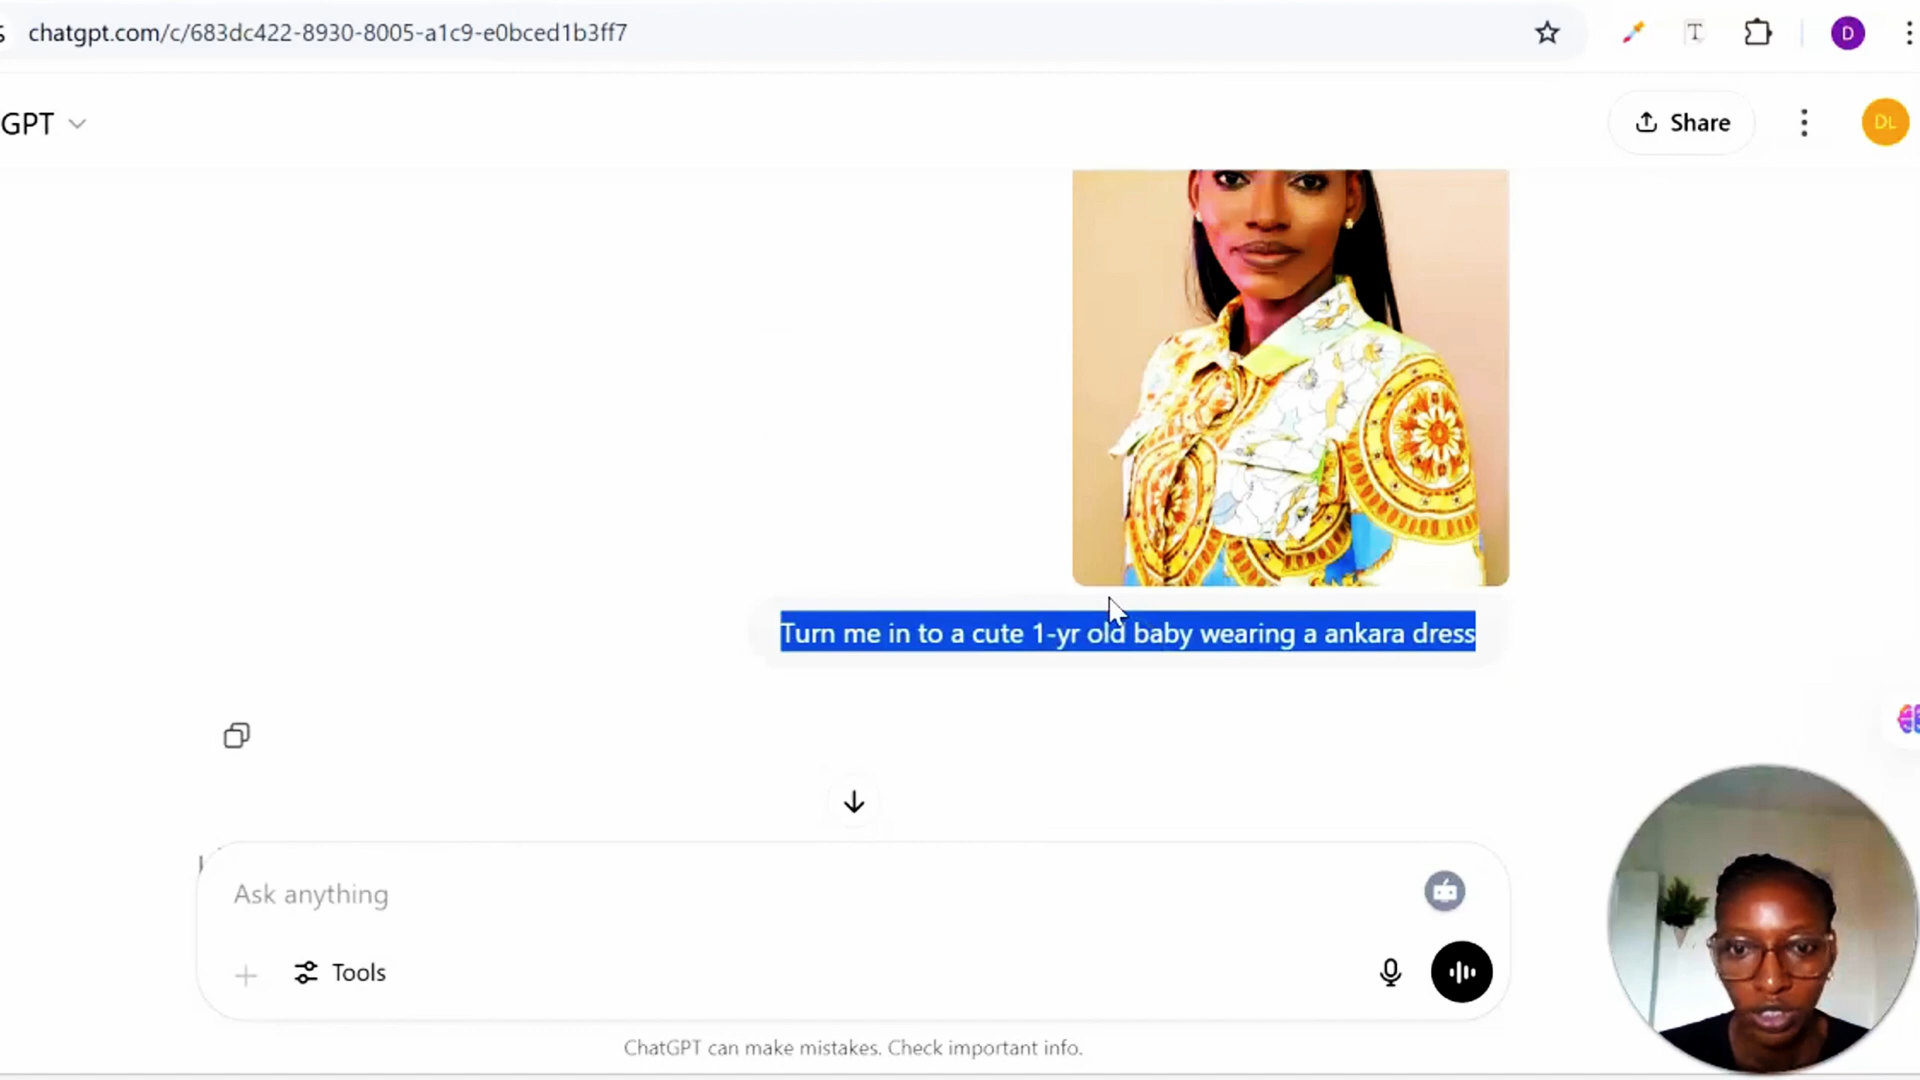 chatgpt.com/c/683dc422-8930-8005-a1c9-e0bced1b3ff7
D
GPT
Share
DL
Turn me in to a cute 1-yr old baby wearing a ankara dress
Ask anything
Tools
ChatGPT can make mistakes. Check important info.